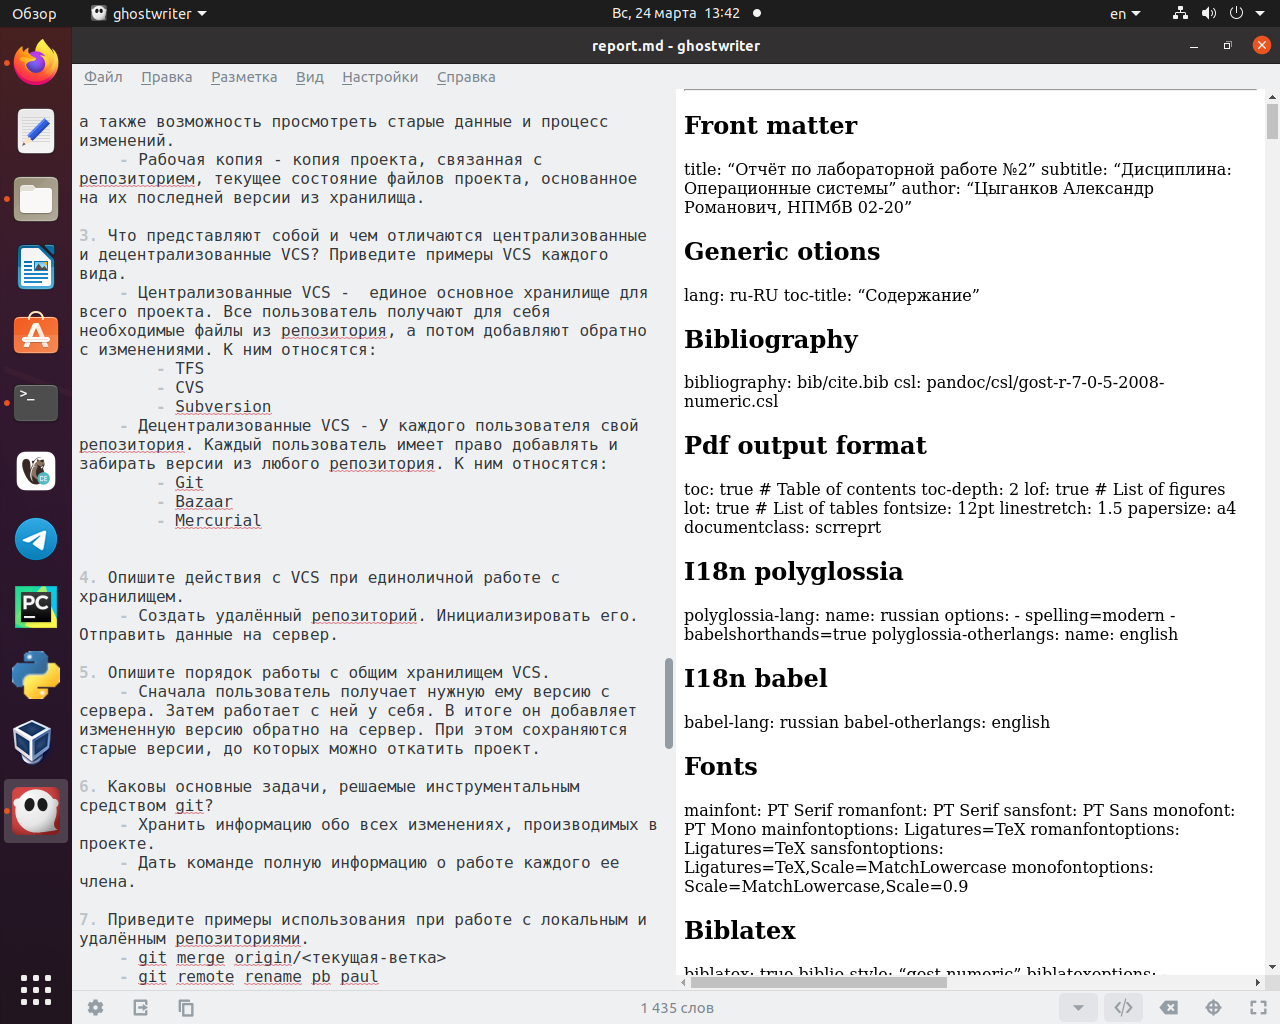 Обзор
ghostwriter
Вс, 24 марта 13:42
en
report.md - ghostwriter
Файл Правка Разметка Вид Настройки Справка
а также возможность просмотреть старые данные и процесс
изменений.
- Рабочая копия - копия проекта, связанная с
репозиторием, текущее состояние файлов проекта, основанное
на их последней версии из хранилища.
3. Что представляют собой и чем отличаются централизованные
и децентрализованные VCS? Приведите примеры VCS каждого
вида.
- Централизованные VCS -  единое основное хранилище для
всего проекта. Все пользователь получают для себя
необходимые файлы из репозитория, а потом добавляют обратно
с изменениями. К ним относятся:
- TFS
- CVS
- Subversion
- Децентрализованные VCS - У каждого пользователя свой
репозитория. Каждый пользователь имеет право добавлять и
забирать версии из любого репозитория. К ним относятся:
- Git
- Bazaar
- Mercurial
4. Опишите действия с VCS при единоличной работе с
хранилищем.
- Создать удалённый репозиторий. Инициализировать его.
Отправить данные на сервер.
5. Опишите порядок работы с общим хранилищем VCS.
- Сначала пользователь получает нужную ему версию с
сервера. Затем работает с ней у себя. В итоге он добавляет
измененную версию обратно на сервер. При этом сохраняются
старые версии, до которых можно откатить проект.
6. Каковы основные задачи, решаемые инструментальным
средством git?
- Хранить информацию обо всех изменениях, производимых в
проекте.
- Дать команде полную информацию о работе каждого ее
члена.
7. Приведите примеры использования при работе с локальным и
удалённым репозиториями.
- git merge origin/<текущая-ветка>
- git remote rename pb paul
Front matter
title: “Отчёт по лабораторной работе №2” subtitle: “Дисциплина:
Операционные системы” author: “Цыганков Александр
Романович, НПМбВ 02-20”
Generic otions
lang: ru-RU toc-title: “Содержание”
Bibliography
bibliography: bib/cite.bib csl: pandoc/csl/gost-r-7-0-5-2008-
numeric.csl
Pdf output format
toc: true # Table of contents toc-depth: 2 lof: true # List of figures
lot: true # List of tables fontsize: 12pt linestretch: 1.5 papersize: a4
documentclass: scrreprt
I18n polyglossia
polyglossia-lang: name: russian options: - spelling=modern -
babelshorthands=true polyglossia-otherlangs: name: english
I18n babel
babel-lang: russian babel-otherlangs: english
Fonts
mainfont: PT Serif romanfont: PT Serif sansfont: PT Sans monofont:
PT Mono mainfontoptions: Ligatures=TeX romanfontoptions:
Ligatures=TeX sansfontoptions:
Ligatures=TeX,Scale=MatchLowercase monofontoptions:
Scale=MatchLowercase,Scale=0.9
Biblatex
biblatex: true biblio-style: “gost-numeric” biblatexoptions: -
1 435 слов